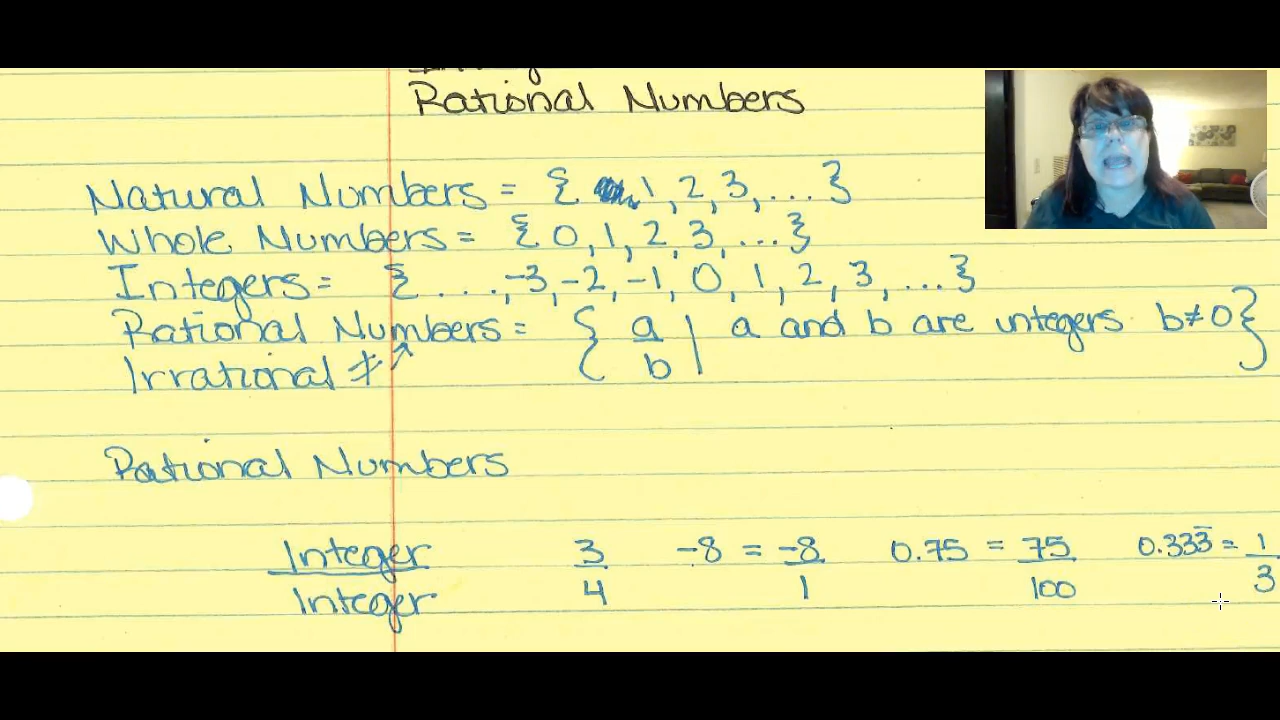 Rational Numbers
Natural Numbers = { 1, 2, 3, .... }
Whole Numbers = { 0, 1, 2, 3, ... }
Integers = { ...., -3, -2, -1, 0, 1, 2, 3, ... }
Rational Numbers = { a/b | a and b are integers b≠0 }
Irrational #
Rational Numbers
Integer/Integer 3/4 -8 = -8/1 0.75 = 75/100 0.333̅ = 1/3